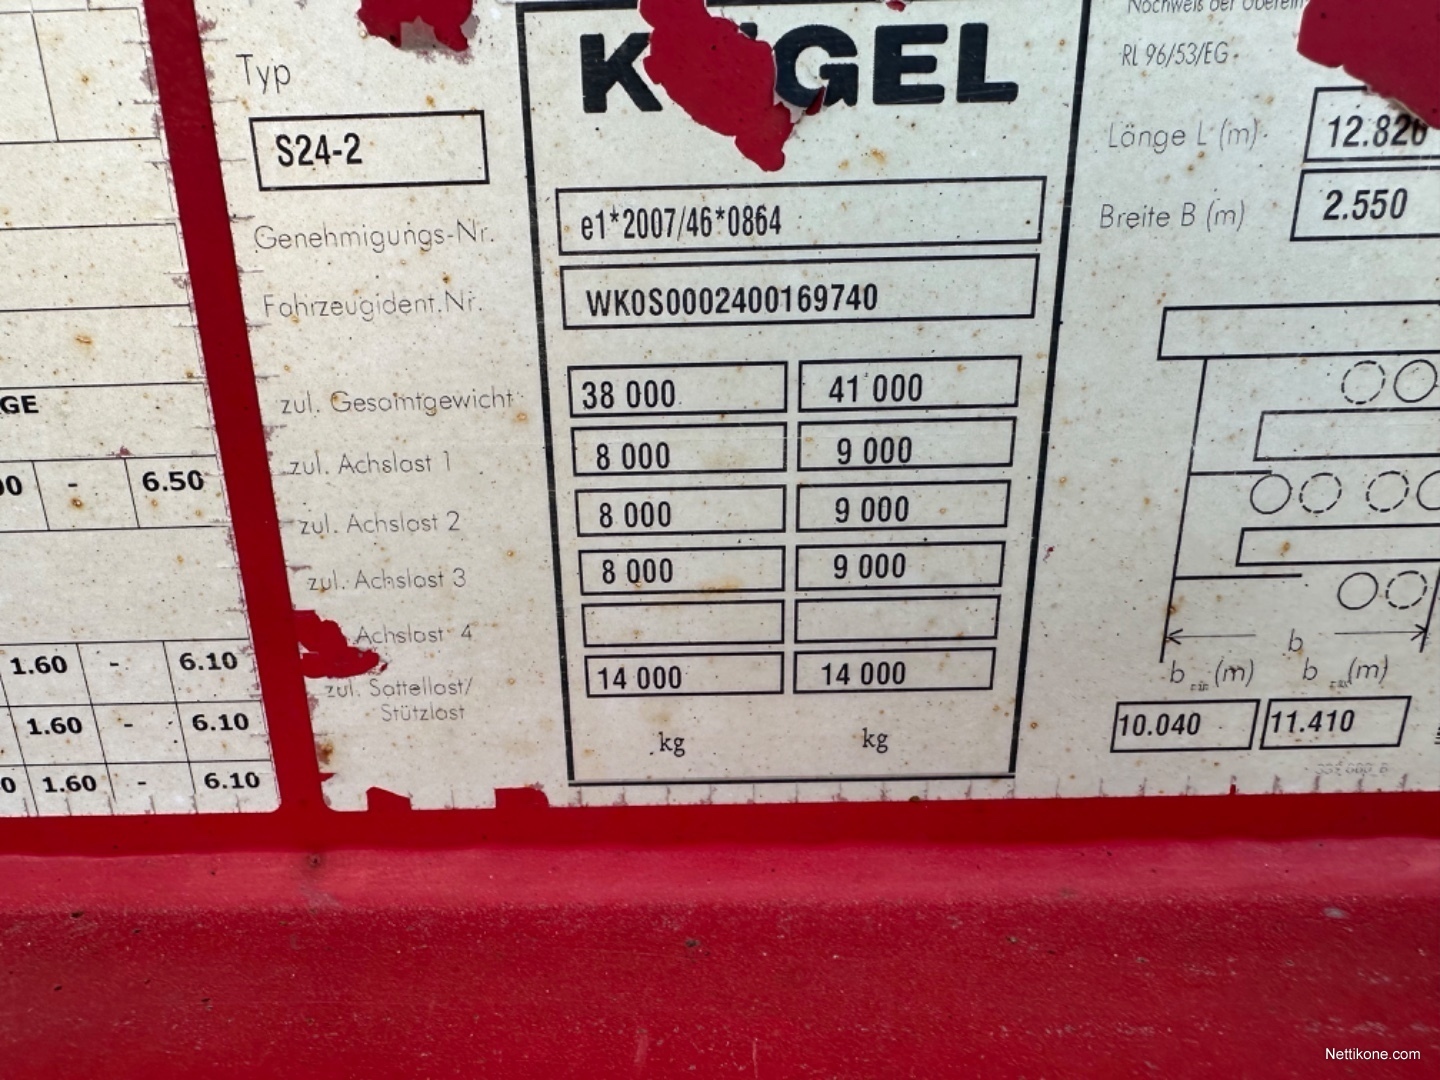 GE
- 6.50
1.60 - 6.10
1.60 - 6.10
0 1.60 - 6.10
Typ
S24-2
Genehmigungs-Nr.
e1*2007/46*0864
Fahrzeugident.Nr.
WK0S0002400169740
zul. Gesamtgewicht 38 000 41 000
zul. Achslast 1 8 000 9 000
zul. Achslast 2 8 000 9 000
zul. Achslast 3 8 000 9 000
Achslast 4
zul. Sattellast/ 14 000 14 000
Stützlast
kg kg
RL 96/53/EG
Länge L (m) 12.820
Breite B (m) 2.550
b
b min (m) b max (m)
10.040 11.410
Nettikone.com